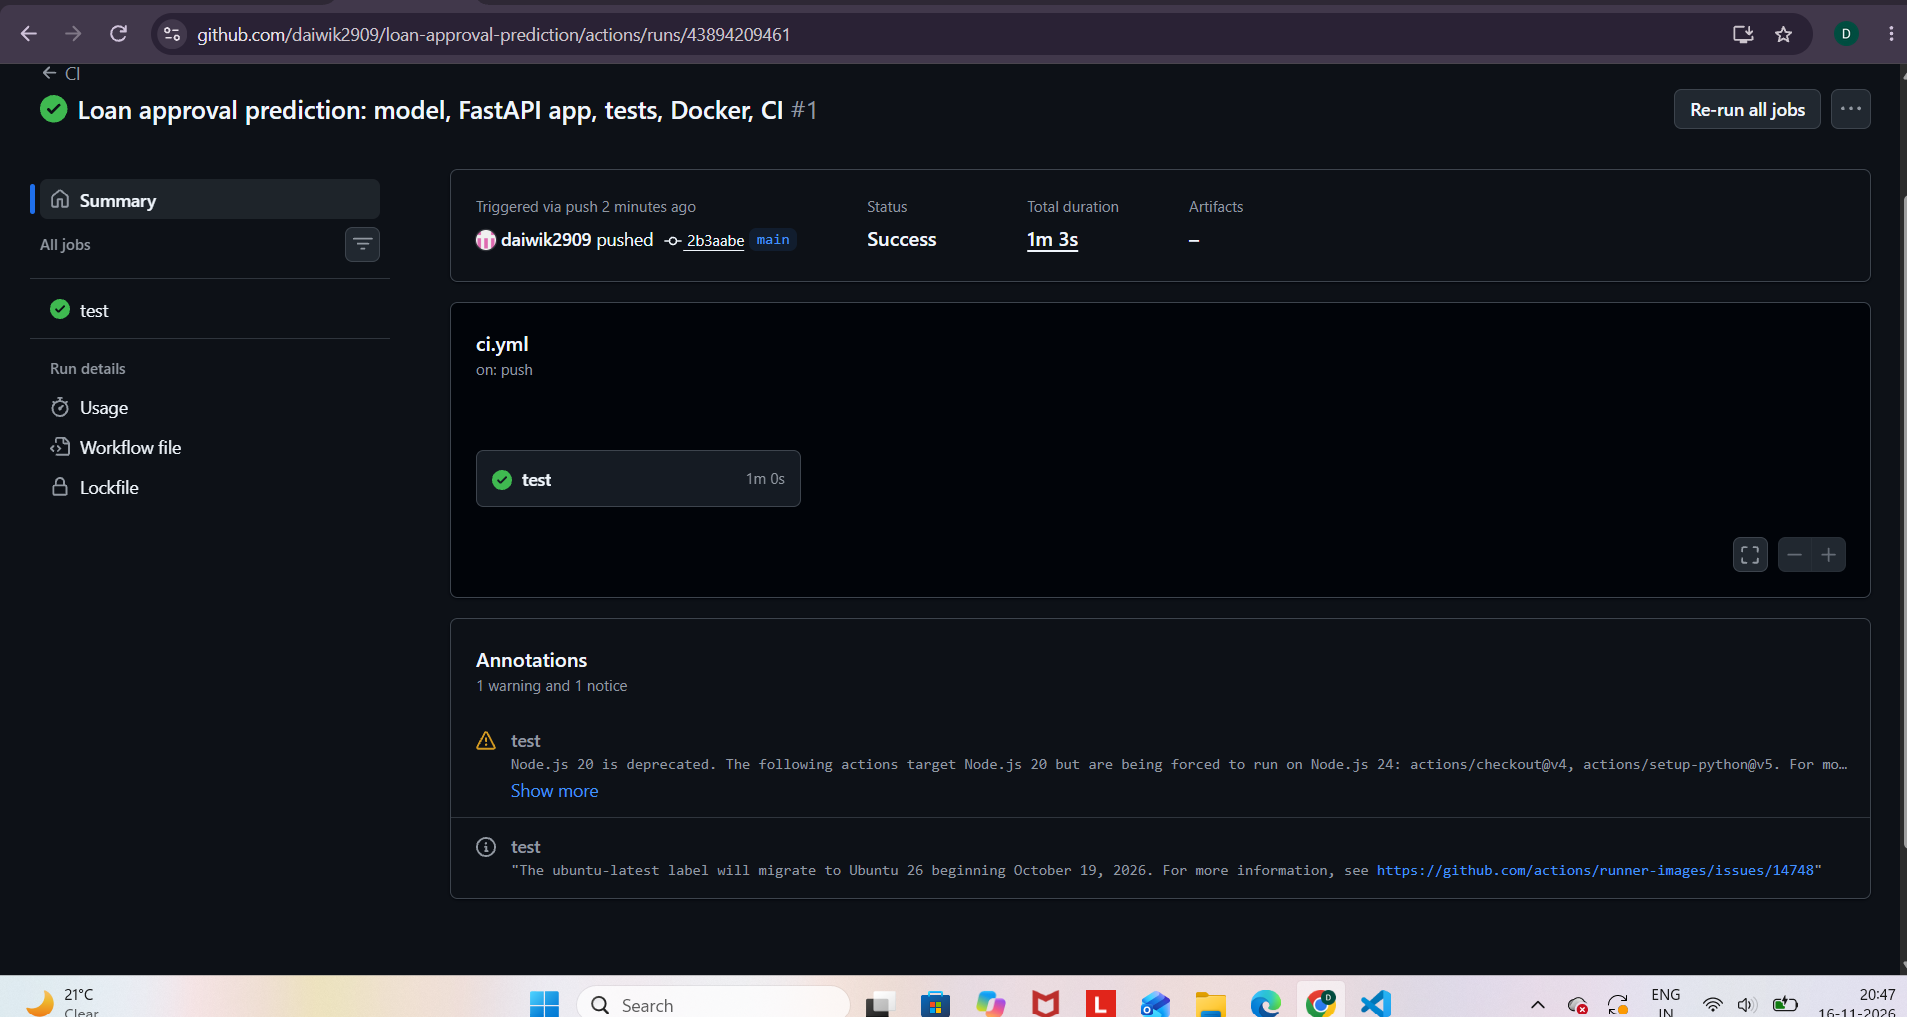 github.com/daiwik2909/loan-approval-prediction/actions/runs/43894209461
D
CI
Loan approval prediction: model, FastAPI app, tests, Docker, CI #1
Re-run all jobs
Summary
All jobs
test
Run details
Usage
Workflow file
Lockfile
Triggered via push 2 minutes ago
Status
Total duration
Artifacts
daiwik2909 pushed 2b3aabe main
Success
1m 3s
–
ci.yml
on: push
test
1m 0s
Annotations
1 warning and 1 notice
test
Node.js 20 is deprecated. The following actions target Node.js 20 but are being forced to run on Node.js 24: actions/checkout@v4, actions/setup-python@v5. For mo…
Show more
test
"The ubuntu-latest label will migrate to Ubuntu 26 beginning October 19, 2026. For more information, see https://github.com/actions/runner-images/issues/14748"
21°C
Clear
Search
L
D
ENG
IN
20:47
16-11-2026